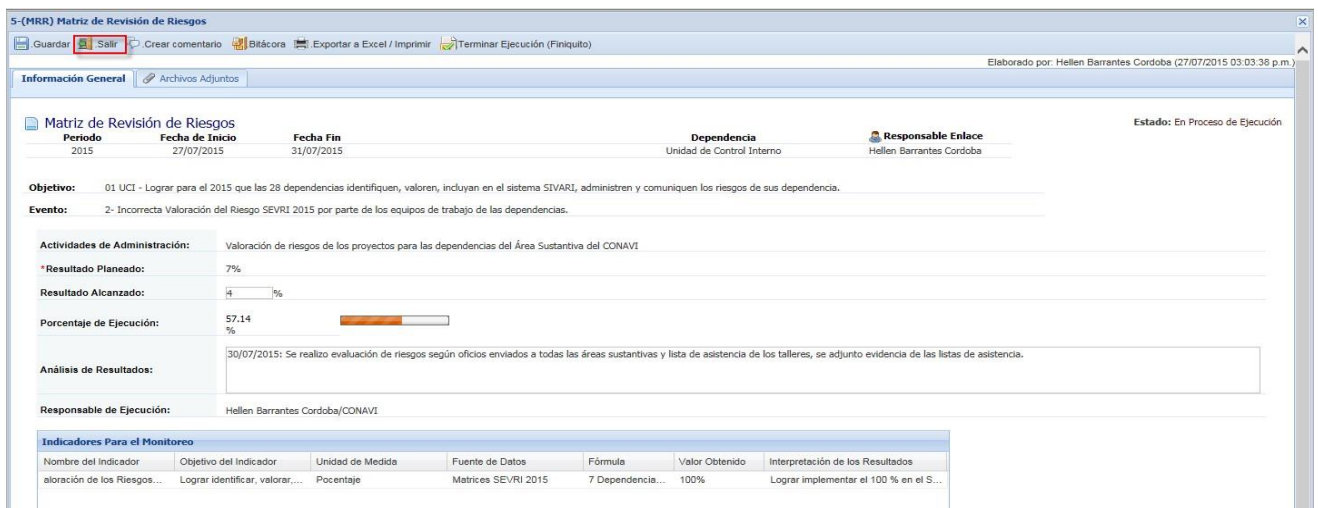 5-(MRR) Matriz de Revisión de Riesgos
.Guardar .Salir .Crear comentario .Bitácora .Exportar a Excel / Imprimir .Terminar Ejecución (Finiquito)
Elaborado por: Hellen Barrantes Cordoba (27/07/2015 03:03:38 p.m.)
Información General Archivos Adjuntos
Matriz de Revisión de Riesgos
Estado: En Proceso de Ejecución
Periodo Fecha de Inicio Fecha Fin Dependencia Responsable Enlace
2015 27/07/2015 31/07/2015 Unidad de Control Interno Hellen Barrantes Cordoba
Objetivo: 01 UCI - Lograr para el 2015 que las 28 dependencias identifiquen, valoren, incluyan en el sistema SIVARI, administren y comuniquen los riesgos de sus dependencia.
Evento: 2- Incorrecta Valoración del Riesgo SEVRI 2015 por parte de los equipos de trabajo de las dependencias.
Actividades de Administración: Valoración de riesgos de los proyectos para las dependencias del Área Sustantiva del CONAVI
*Resultado Planeado: 7%
Resultado Alcanzado: 4 %
Porcentaje de Ejecución: 57.14
%
30/07/2015: Se realizo evaluación de riesgos según oficios enviados a todas las áreas sustantivas y lista de asistencia de los talleres, se adjunto evidencia de las listas de asistencia.
Análisis de Resultados:
Responsable de Ejecución: Hellen Barrantes Cordoba/CONAVI
Indicadores Para el Monitoreo
Nombre del Indicador Objetivo del Indicador Unidad de Medida Fuente de Datos Fórmula Valor Obtenido Interpretación de los Resultados
aloración de los Riesgos... Lograr identificar, valorar,... Pocentaje Matrices SEVRI 2015 7 Dependencia... 100% Lograr implementar el 100 % en el S...